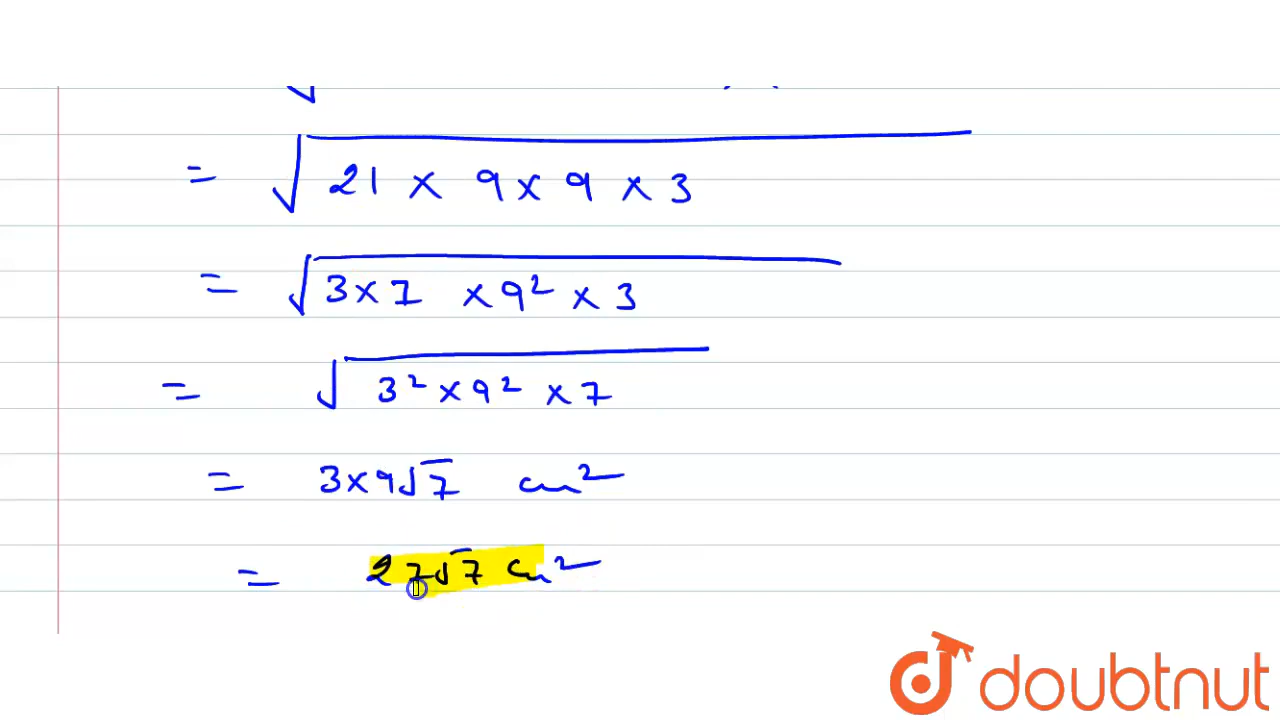 = √21 × 9 × 9 × 3
= √3 × 7 × 9² × 3
= √3² × 9² × 7
= 3 × 9√7 cm²
= 27√7 cm²
doubtnut